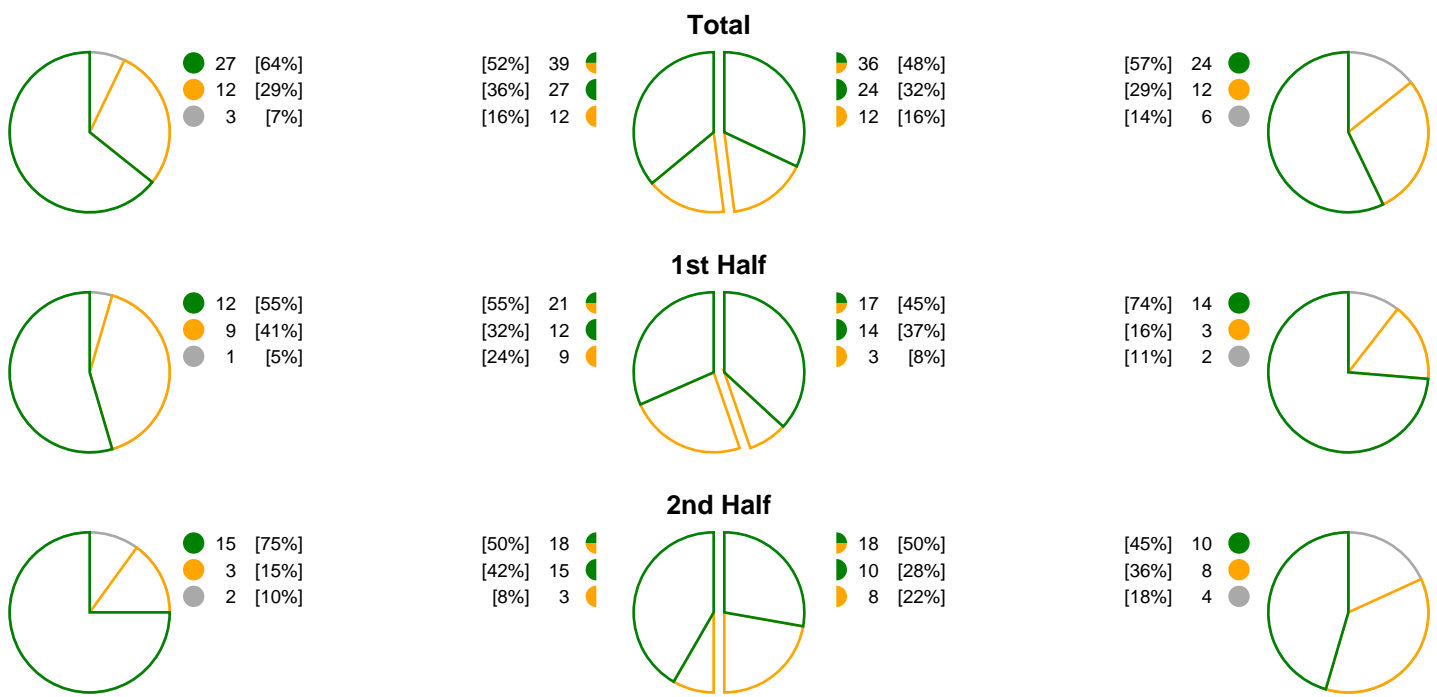 Total
27 [64%] [52%] 39 36 [48%] [57%] 24
12 [29%] [36%] 27 24 [32%] [29%] 12
3 [7%] [16%] 12 12 [16%] [14%] 6
1st Half
12 [55%] [55%] 21 17 [45%] [74%] 14
9 [41%] [32%] 12 14 [37%] [16%] 3
1 [5%] [24%] 9 3 [8%] [11%] 2
2nd Half
15 [75%] [50%] 18 18 [50%] [45%] 10
3 [15%] [42%] 15 10 [28%] [36%] 8
2 [10%] [8%] 3 8 [22%] [18%] 4